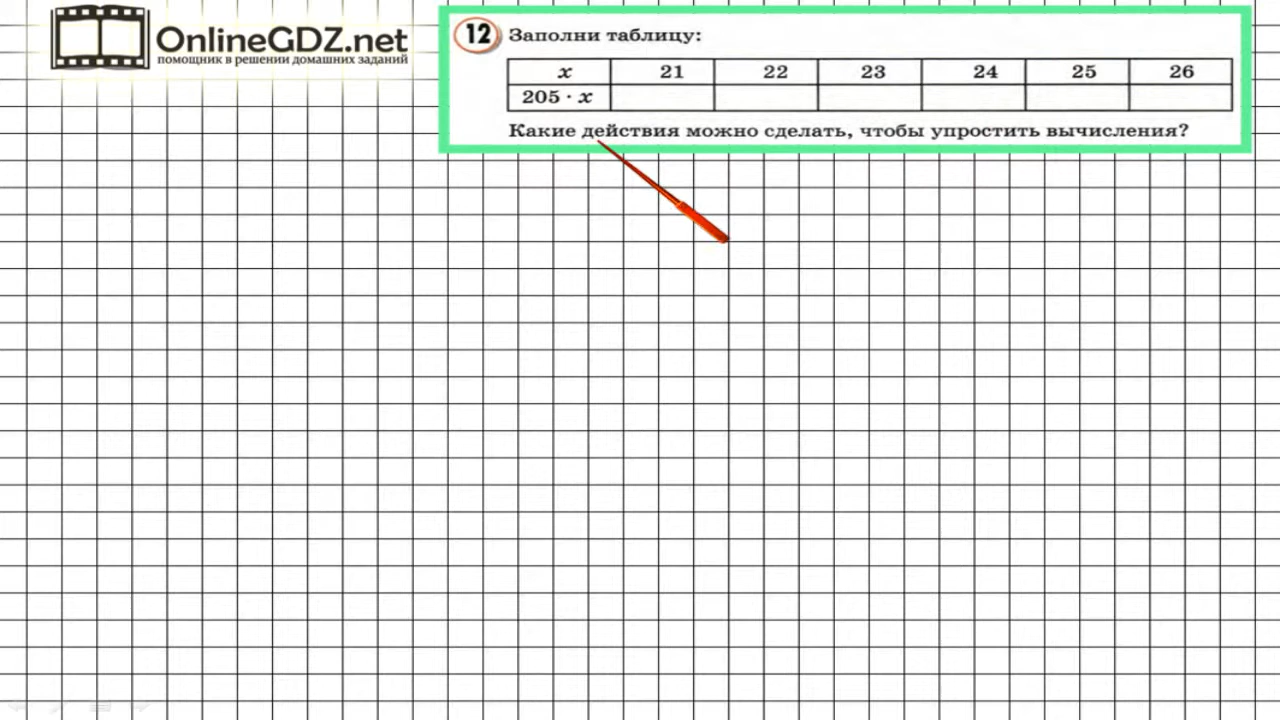 OnlineGDZ.net
помощник в решении домашних заданий
12 Заполни таблицу:
x 21 22 23 24 25 26
205 · x
Какие действия можно сделать, чтобы упростить вычисления?